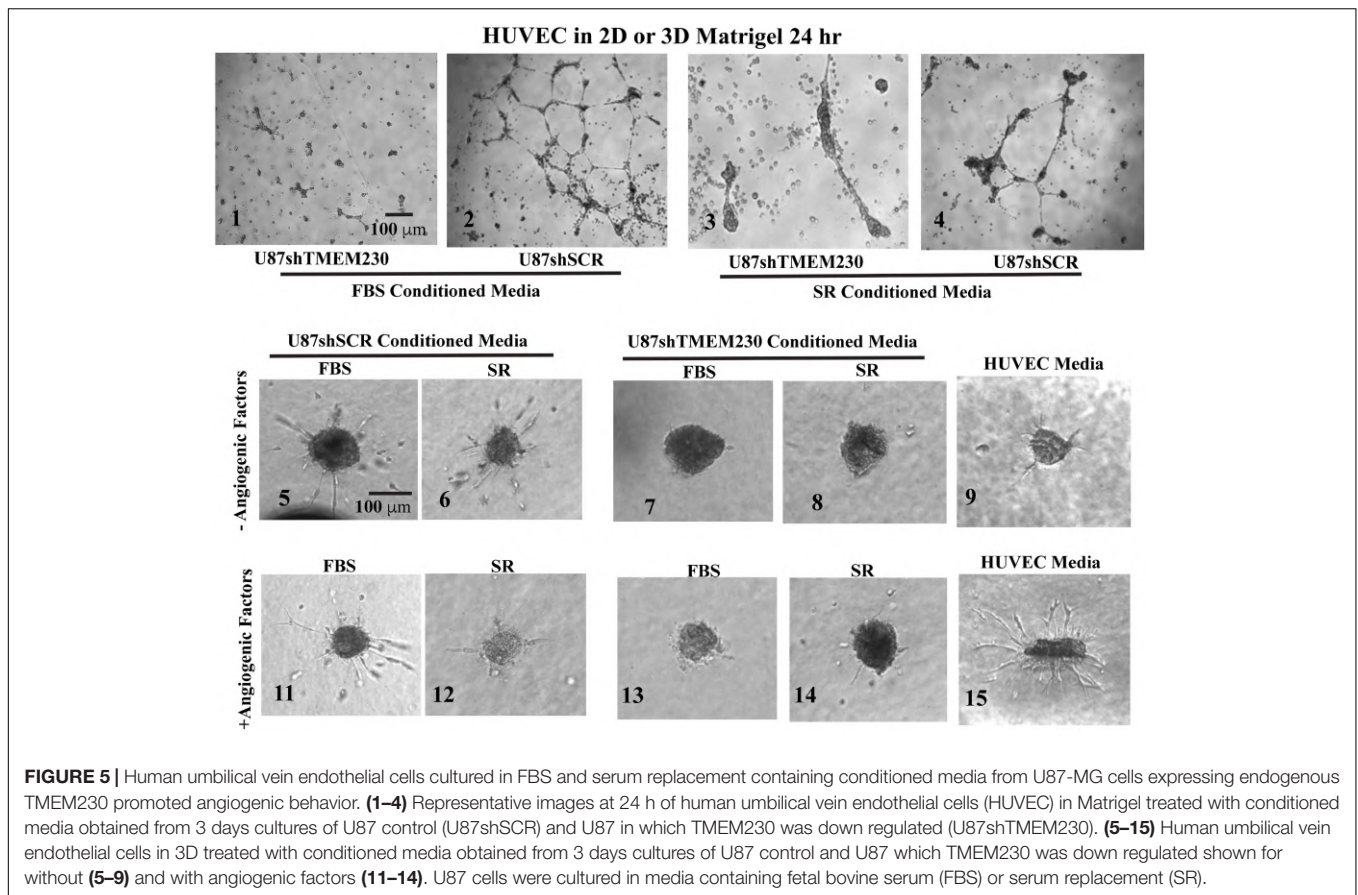 HUVEC in 2D or 3D Matrigel 24 hr
1
100 µm
2
3
4
U87shTMEM230
U87shSCR
U87shTMEM230
U87shSCR
FBS Conditioned Media
SR Conditioned Media
U87shSCR Conditioned Media
U87shTMEM230 Conditioned Media
FBS
SR
FBS
SR
HUVEC Media
- Angiogenic Factors
5
100 µm
6
7
8
9
FBS
SR
FBS
SR
HUVEC Media
+Angiogenic Factors
11
12
13
14
15
FIGURE 5 | Human umbilical vein endothelial cells cultured in FBS and serum replacement containing conditioned media from U87-MG cells expressing endogenous
TMEM230 promoted angiogenic behavior. (1–4) Representative images at 24 h of human umbilical vein endothelial cells (HUVEC) in Matrigel treated with conditioned
media obtained from 3 days cultures of U87 control (U87shSCR) and U87 in which TMEM230 was down regulated (U87shTMEM230). (5–15) Human umbilical vein
endothelial cells in 3D treated with conditioned media obtained from 3 days cultures of U87 control and U87 which TMEM230 was down regulated shown for
without (5–9) and with angiogenic factors (11–14). U87 cells were cultured in media containing fetal bovine serum (FBS) or serum replacement (SR).